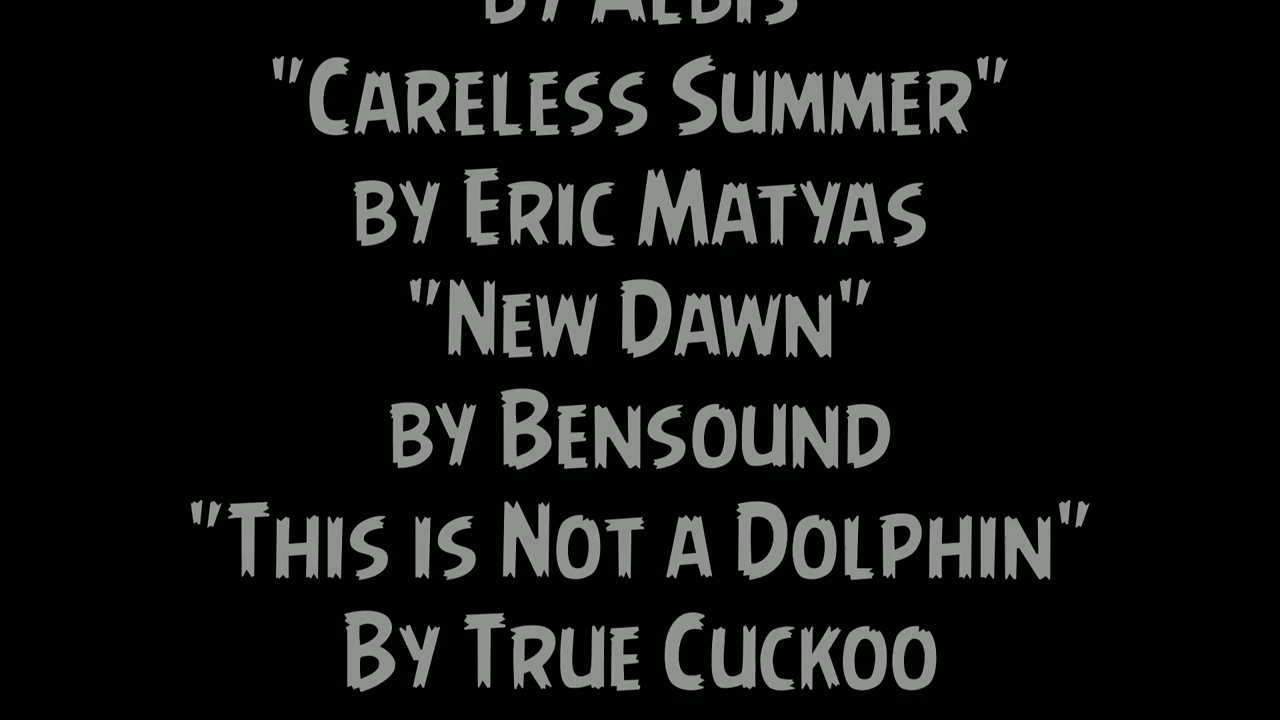 "Careless Summer"
by Eric Matyas
"New Dawn"
by Bensound
"This is Not a Dolphin"
By True Cuckoo